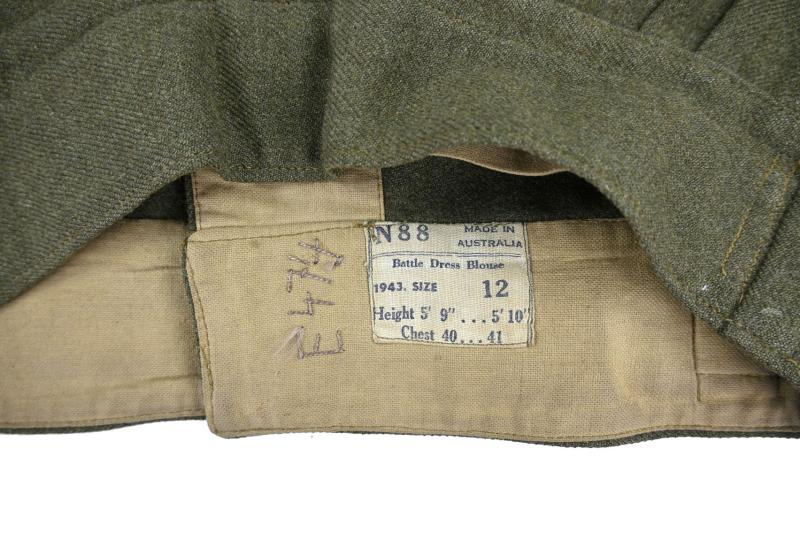 N88 MADE IN
AUSTRALIA
Battle Dress Blouse
1943. SIZE 12
Height 5' 9"...5' 10"
Chest 40...41